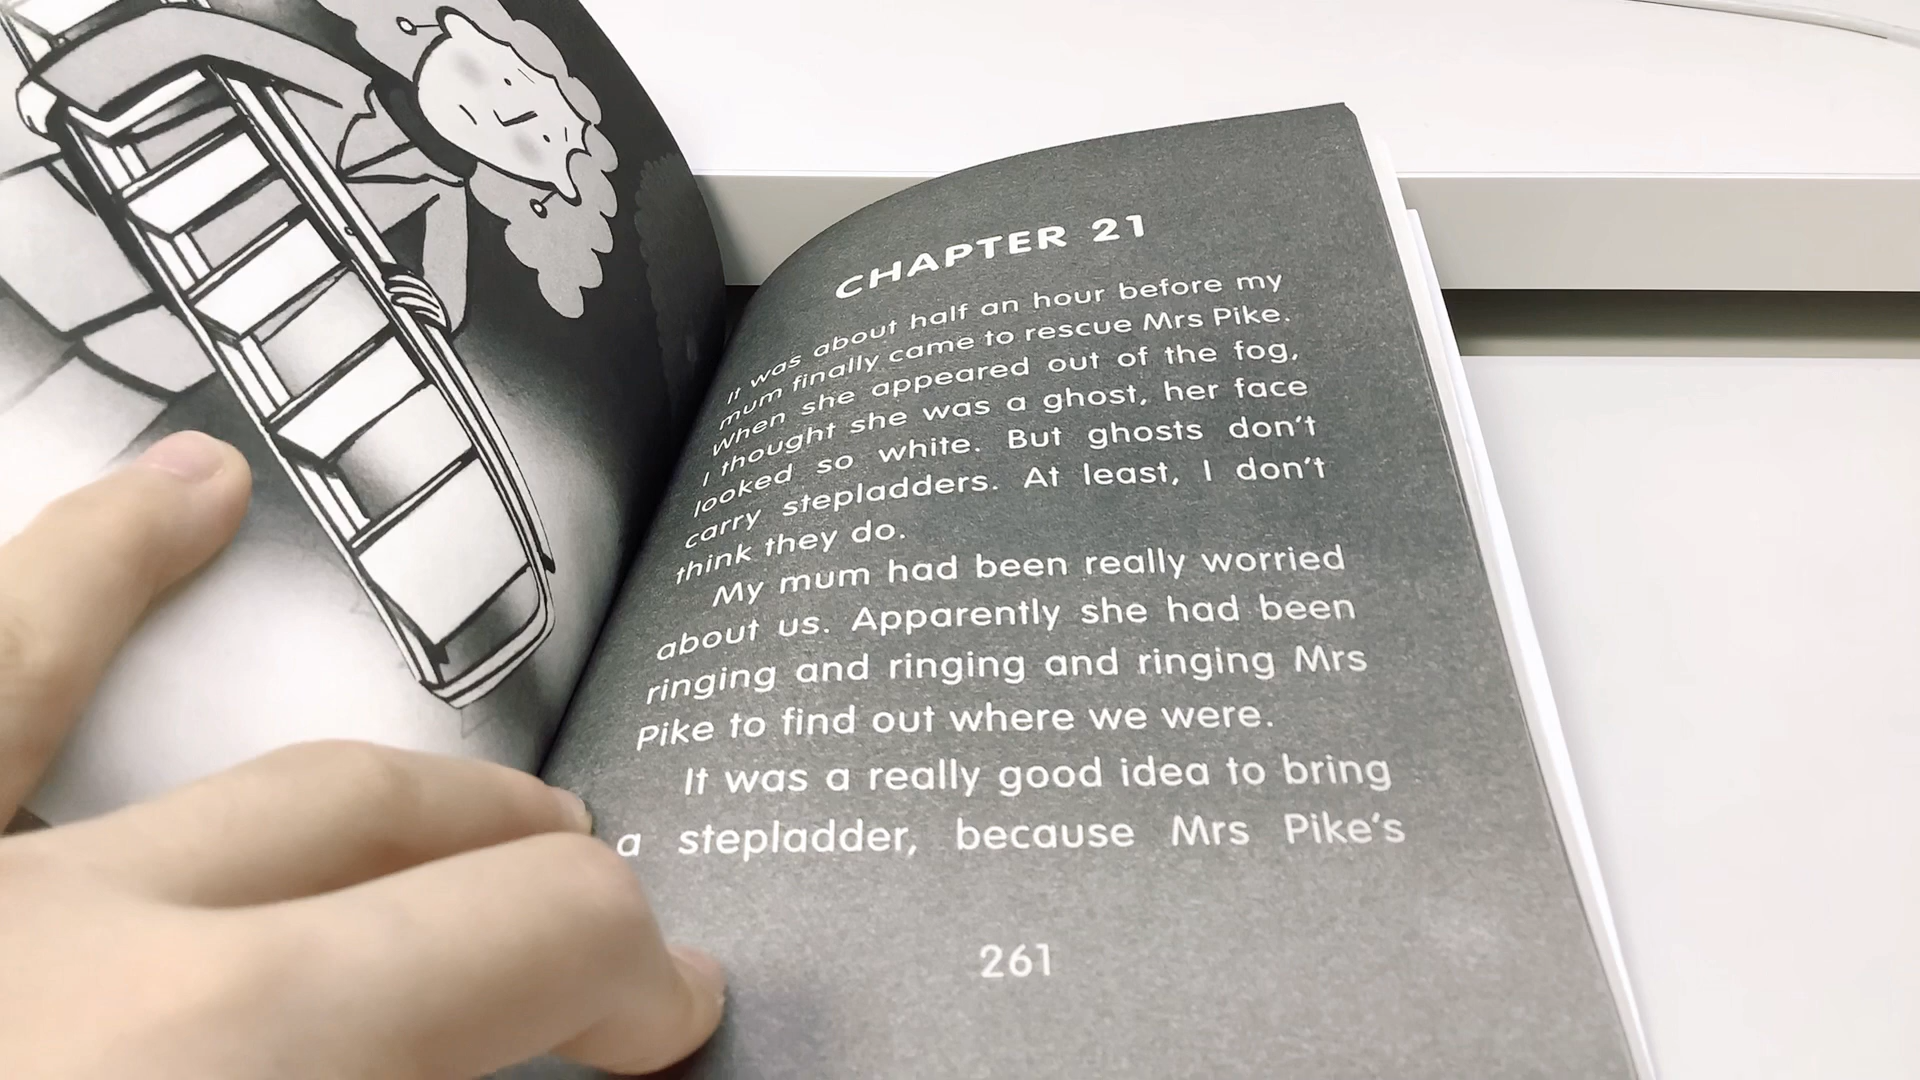 CHAPTER 21
It was about half an hour before my
mum finally came to rescue Mrs Pike.
When she appeared out of the fog,
I thought she was a ghost, her face
looked so white. But ghosts don't
carry stepladders. At least, I don't
think they do.
My mum had been really worried
about us. Apparently she had been
ringing and ringing and ringing Mrs
Pike to find out where we were.
It was a really good idea to bring
a stepladder, because Mrs Pike's
261